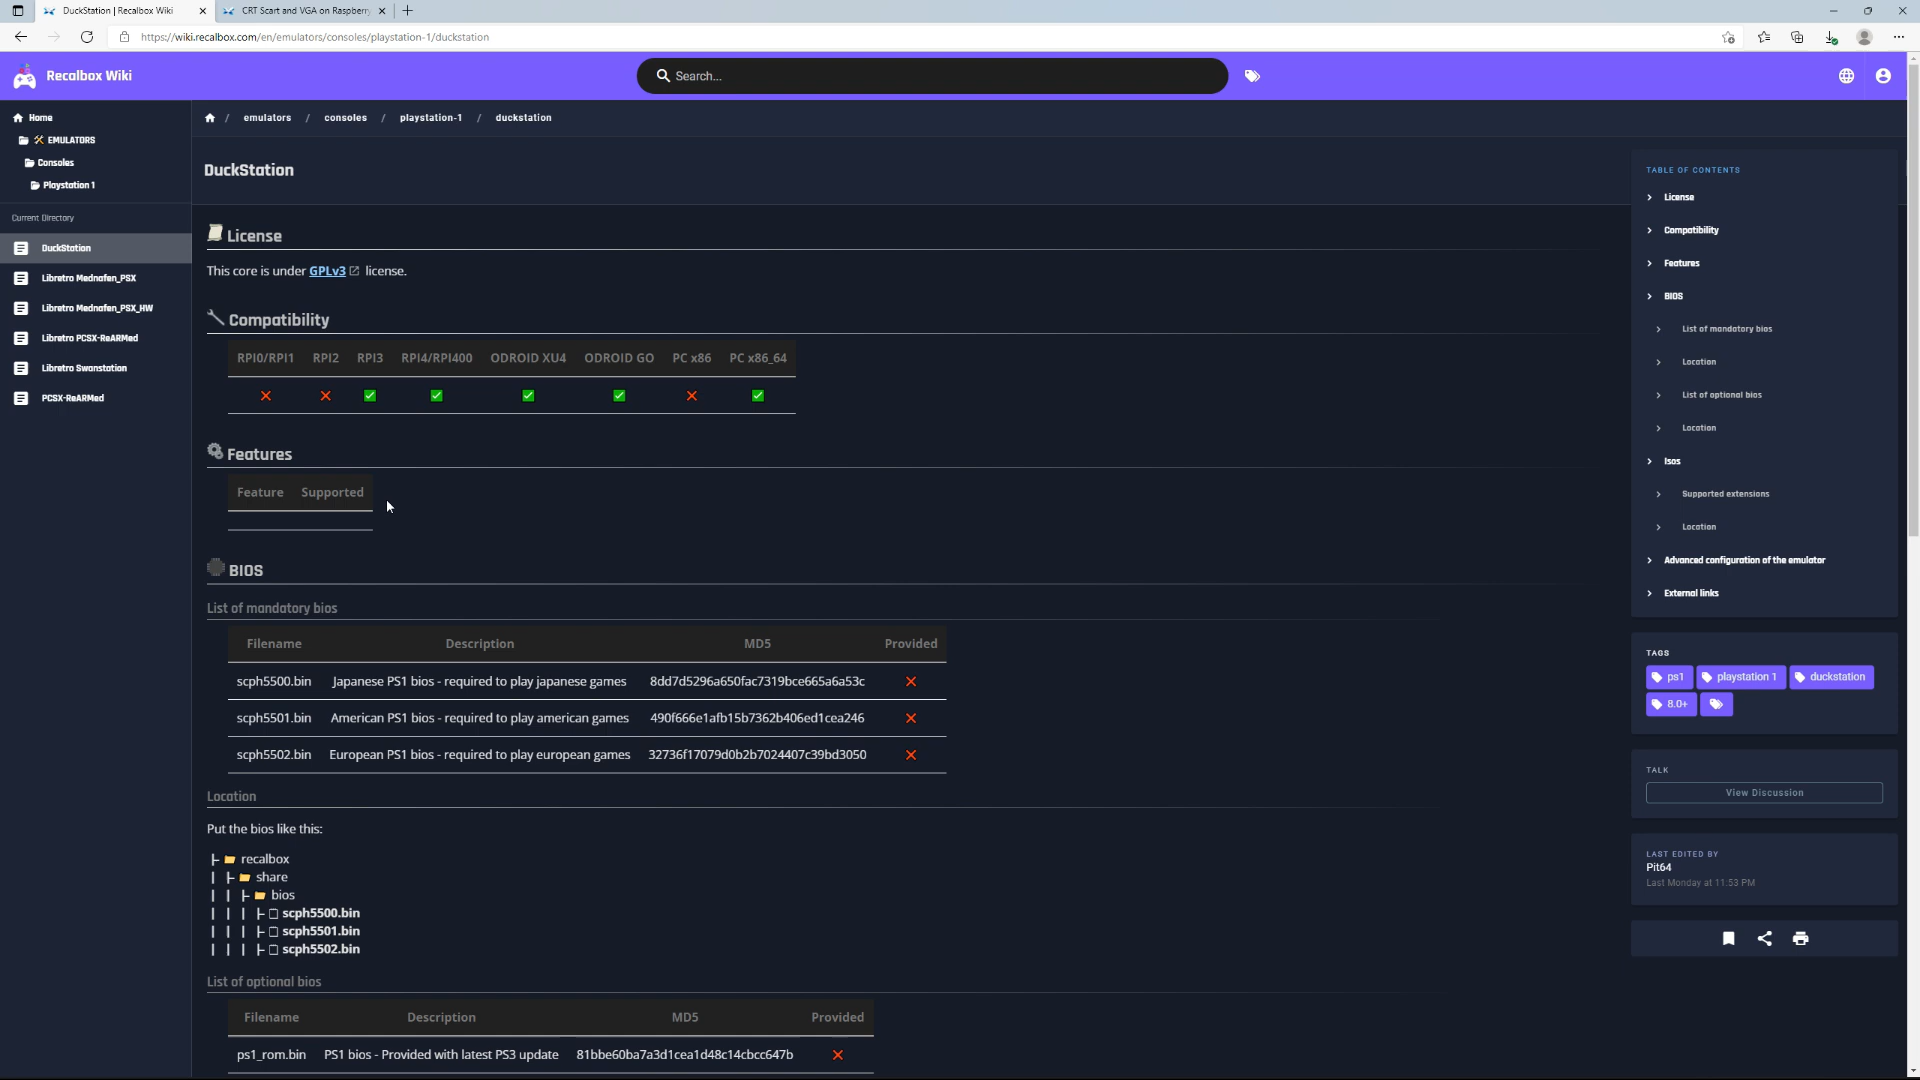 DuckStation | Recalbox Wiki
CRT Scart and VGA on Raspberry
https://wiki.recalbox.com/en/emulators/consoles/playstation-1/duckstation
Recalbox Wiki
Search...
Home
EMULATORS
Consoles
Playstation 1
Current Directory
DuckStation
Libretro Mednafen_PSX
Libretro Mednafen_PSX_HW
Libretro PCSX-ReARMed
Libretro Swanstation
PCSX-ReARMed
/ emulators / consoles / playstation-1 / duckstation
DuckStation
License
This core is under GPLv3 license.
Compatibility
RPI0/RPI1 RPI2 RPI3 RPI4/RPI400 ODROID XU4 ODROID GO PC x86 PC x86_64
Features
Feature Supported
BIOS
List of mandatory bios
Filename Description MD5 Provided
scph5500.bin Japanese PS1 bios - required to play japanese games 8dd7d5296a650fac7319bce665a6a53c
scph5501.bin American PS1 bios - required to play american games 490f666e1afb15b7362b406ed1cea246
scph5502.bin European PS1 bios - required to play european games 32736f17079d0b2b7024407c39bd3050
Location
Put the bios like this:
recalbox
share
bios
scph5500.bin
scph5501.bin
scph5502.bin
List of optional bios
Filename Description MD5 Provided
ps1_rom.bin PS1 bios - Provided with latest PS3 update 81bbe60ba7a3d1cea1d48c14cbcc647b
TABLE OF CONTENTS
License
Compatibility
Features
BIOS
List of mandatory bios
Location
List of optional bios
Location
Isos
Supported extensions
Location
Advanced configuration of the emulator
External links
TAGS
ps1 playstation 1 duckstation
8.0+
TALK
View Discussion
LAST EDITED BY
Pit64
Last Monday at 11:53 PM